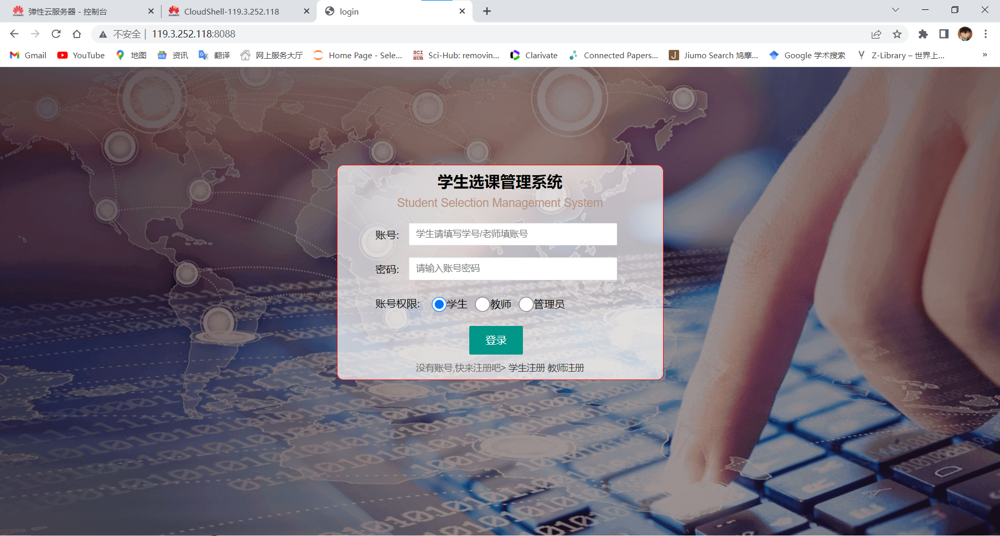 弹性云服务器 - 控制台
CloudShell-119.3.252.118
login
不安全 | 119.3.252.118:8088
Gmail
YouTube
地图
资讯
翻译
网上服务大厅
Home Page - Sele...
SCI HUB
Sci-Hub: removin...
Clarivate
Connected Papers...
Jiumo Search 鸠摩...
Google 学术搜索
Z-Library – 世界上...
»
学生选课管理系统
Student Selection Management System
账号: 学生请填写学号/老师填账号
密码: 请输入账号密码
账号权限: 学生 教师 管理员
登录
没有账号,快来注册吧> 学生注册 教师注册